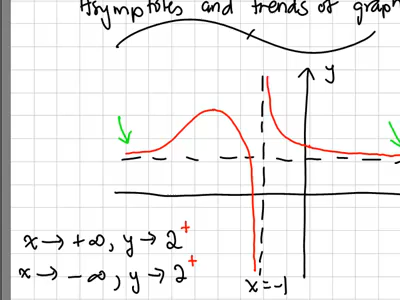 Asymptotes and trends of graph
y
x → +∞, y → 2⁺
x → -∞, y → 2⁺
x=-1